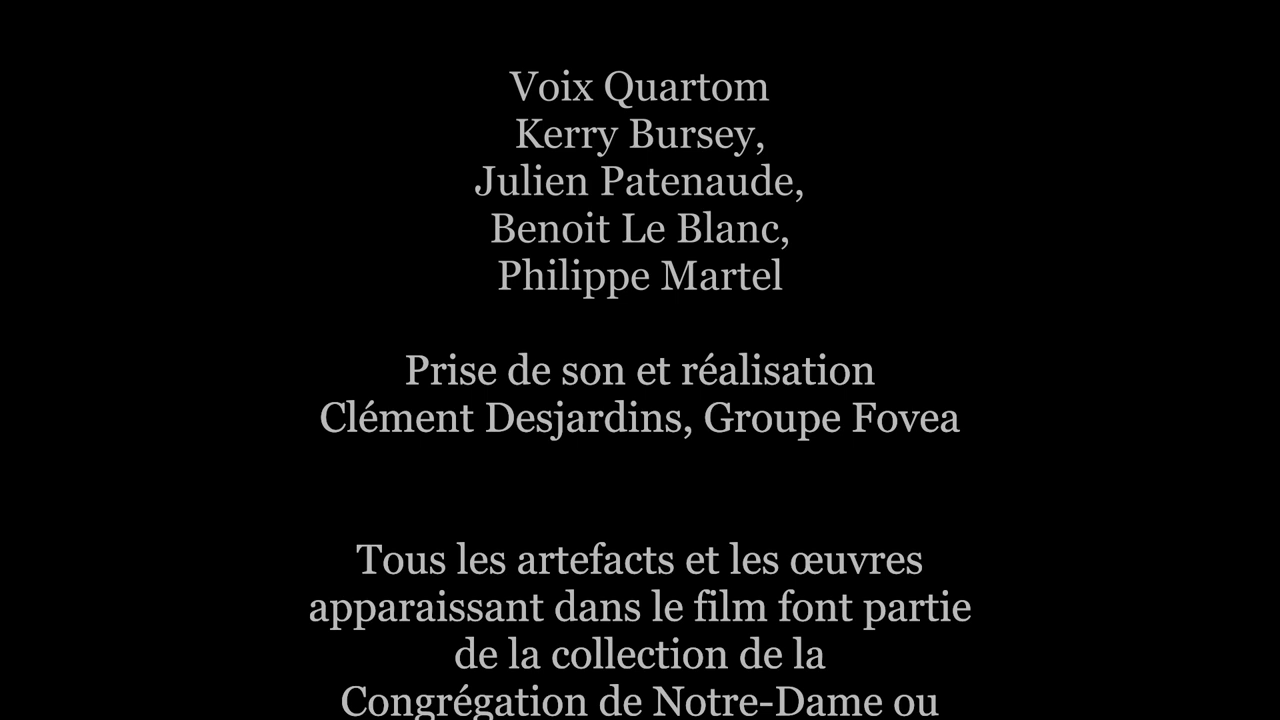 Voix Quartom
Kerry Bursey,
Julien Patenaude,
Benoit Le Blanc,
Philippe Martel
Prise de son et réalisation
Clément Desjardins, Groupe Fovea
Tous les artefacts et les œuvres
apparaissant dans le film font partie
de la collection de la
Congrégation de Notre-Dame ou